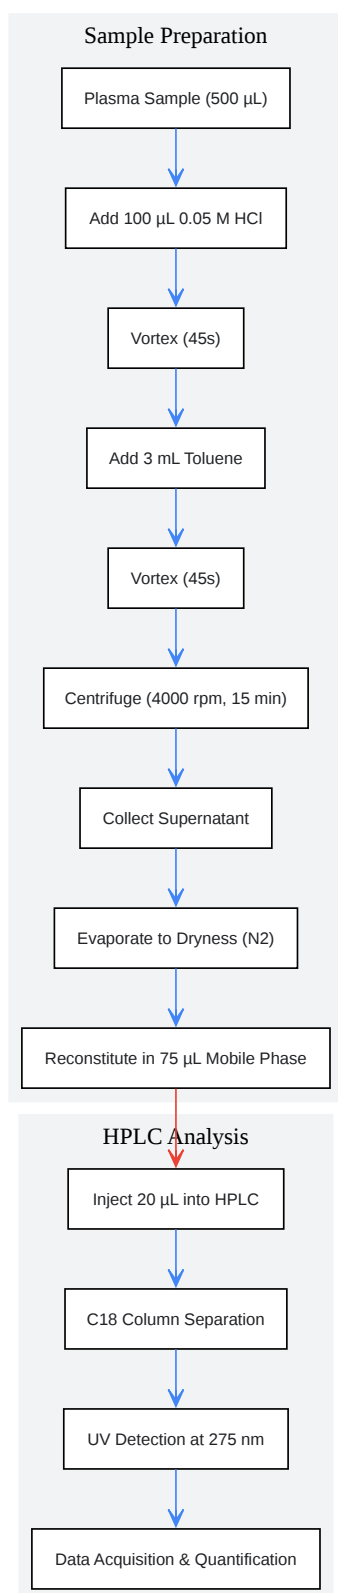 Sample Preparation
Plasma Sample (500 µL)
Add 100 µL 0.05 M HCl
Vortex (45s)
Add 3 mL Toluene
Vortex (45s)
Centrifuge (4000 rpm, 15 min)
Collect Supernatant
Evaporate to Dryness (N2)
Reconstitute in 75 µL Mobile Phase
HPLC Analysis
Inject 20 µL into HPLC
C18 Column Separation
UV Detection at 275 nm
Data Acquisition & Quantification